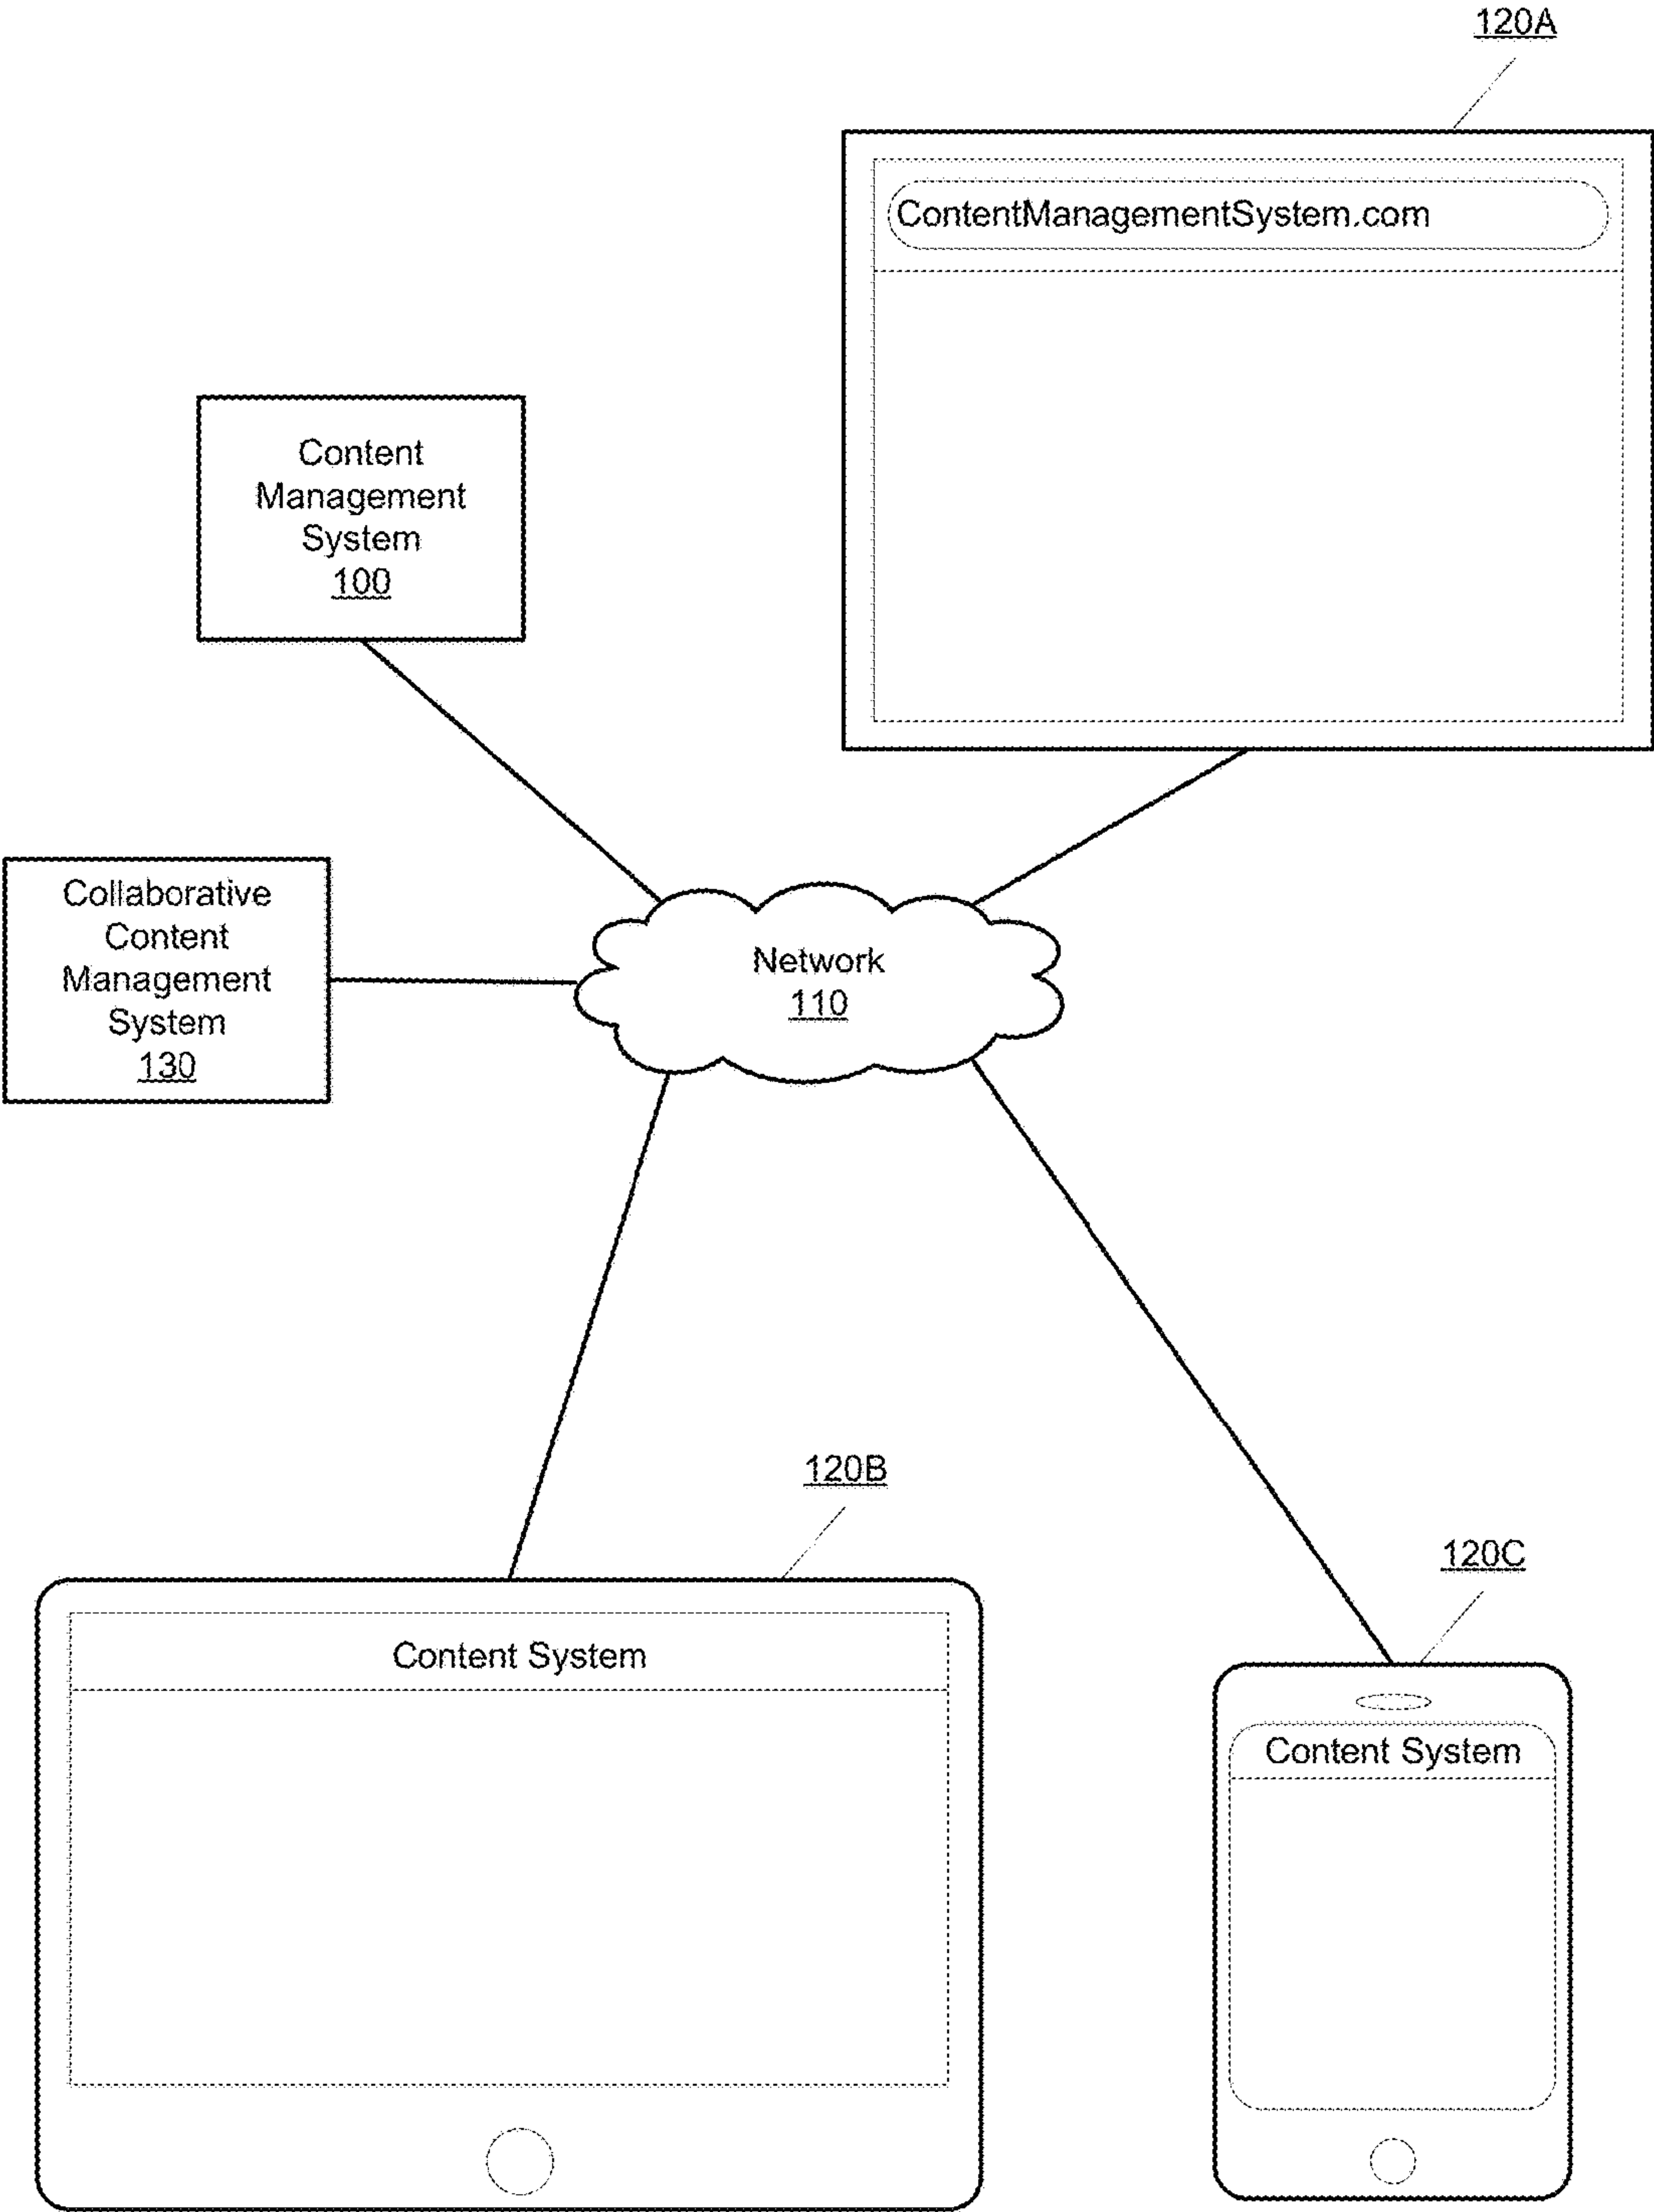 120A
ContentManagementSystem.com
Content
Management
System
100
Collaborative
Content
Management
System
130
Network
110
120B
Content System
120C
Content System